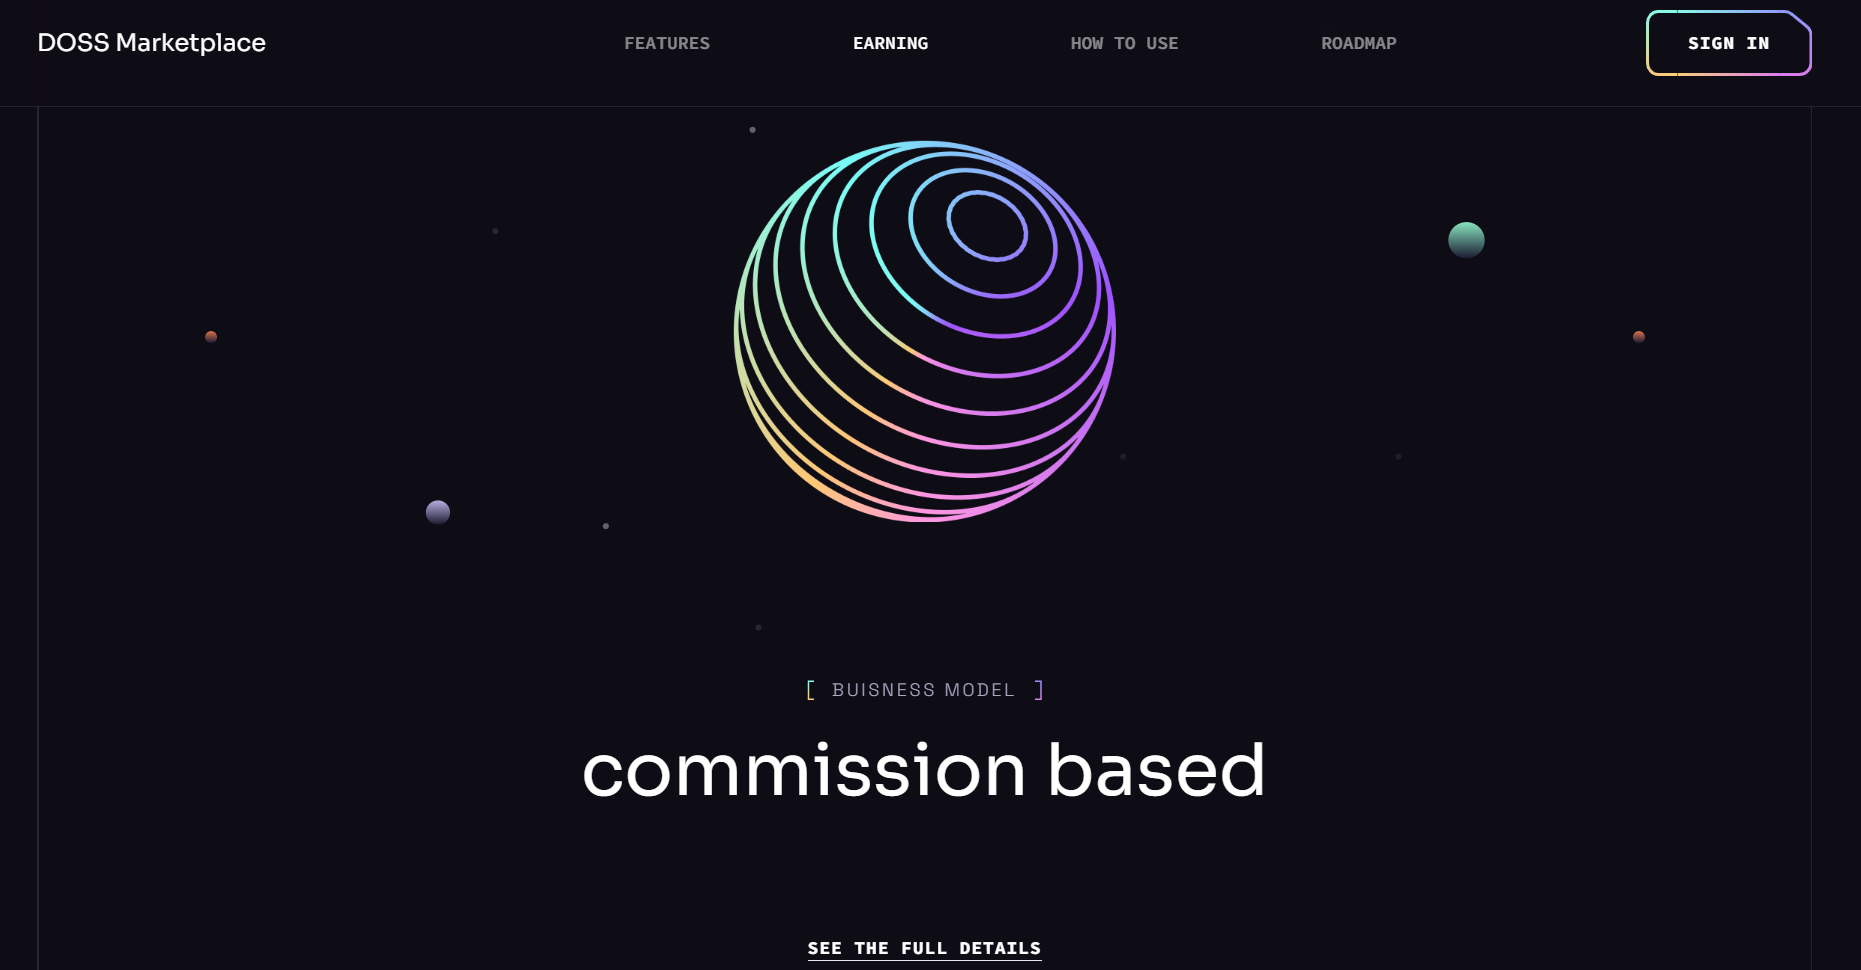 DOSS Marketplace
FEATURES
EARNING
HOW TO USE
ROADMAP
SIGN IN
[ BUISNESS MODEL ]
commission based
SEE THE FULL DETAILS